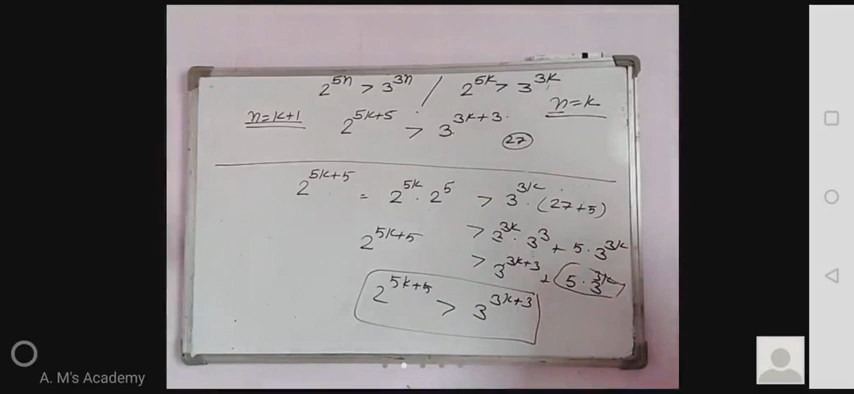 2^{5n} > 3^{3n} / 2^{5k} > 3^{3k}
n=k+1 2^{5k+5} > 3^{3k+3} n=k
27
2^{5k+5} = 2^{5k} · 2^5 > 3^{3k} · (27+5)
2^{5k+5} > 3^{3k} · 3^3 + 5 · 3^{3k}
> 3^{3k+3} + 5 · 3^{3k}
2^{5k+5} > 3^{3k+3}
A. M's Academy